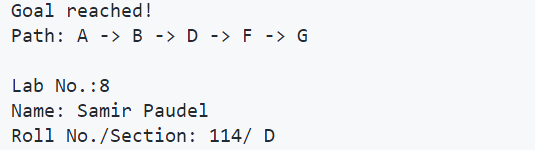 Goal reached!
Path: A -> B -> D -> F -> G
Lab No.:8
Name: Samir Paudel
Roll No./Section: 114/ D